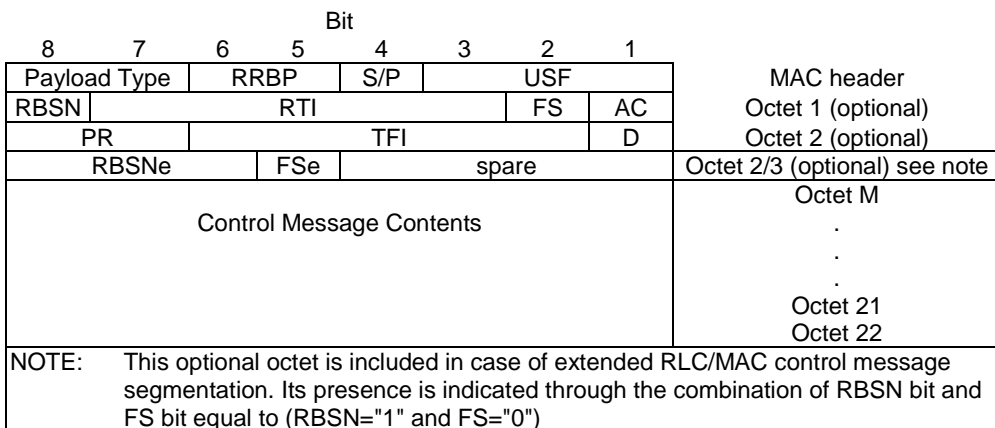 Bit
8 7 6 5 4 3 2 1
Payload Type RRBP S/P USF MAC header
RBSN RTI FS AC Octet 1 (optional)
PR TFI D Octet 2 (optional)
RBSNe FSe spare Octet 2/3 (optional) see note
Octet M
Control Message Contents .
.
.
Octet 21
Octet 22
NOTE: This optional octet is included in case of extended RLC/MAC control message
segmentation. Its presence is indicated through the combination of RBSN bit and
FS bit equal to (RBSN="1" and FS="0")